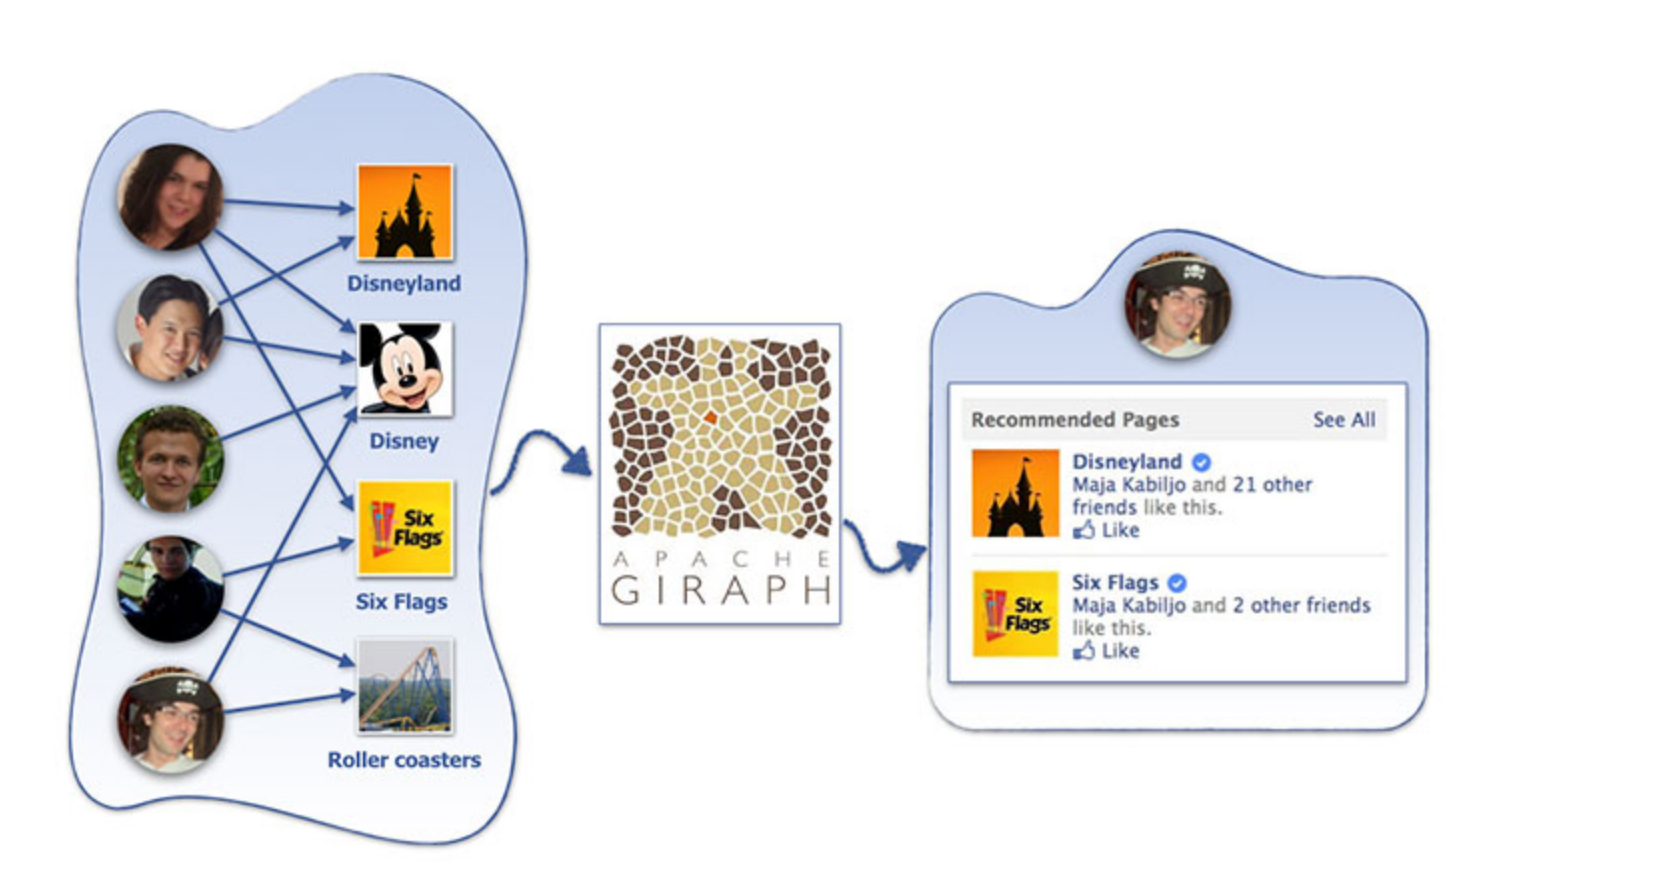 Disneyland
Disney
Six
Flags
Six Flags
Roller coasters
APACHE
GIRAPH
Recommended Pages See All
Disneyland
Maja Kabiljo and 21 other
friends like this.
Like
Six
Flags
Six Flags
Maja Kabiljo and 2 other friends
like this.
Like